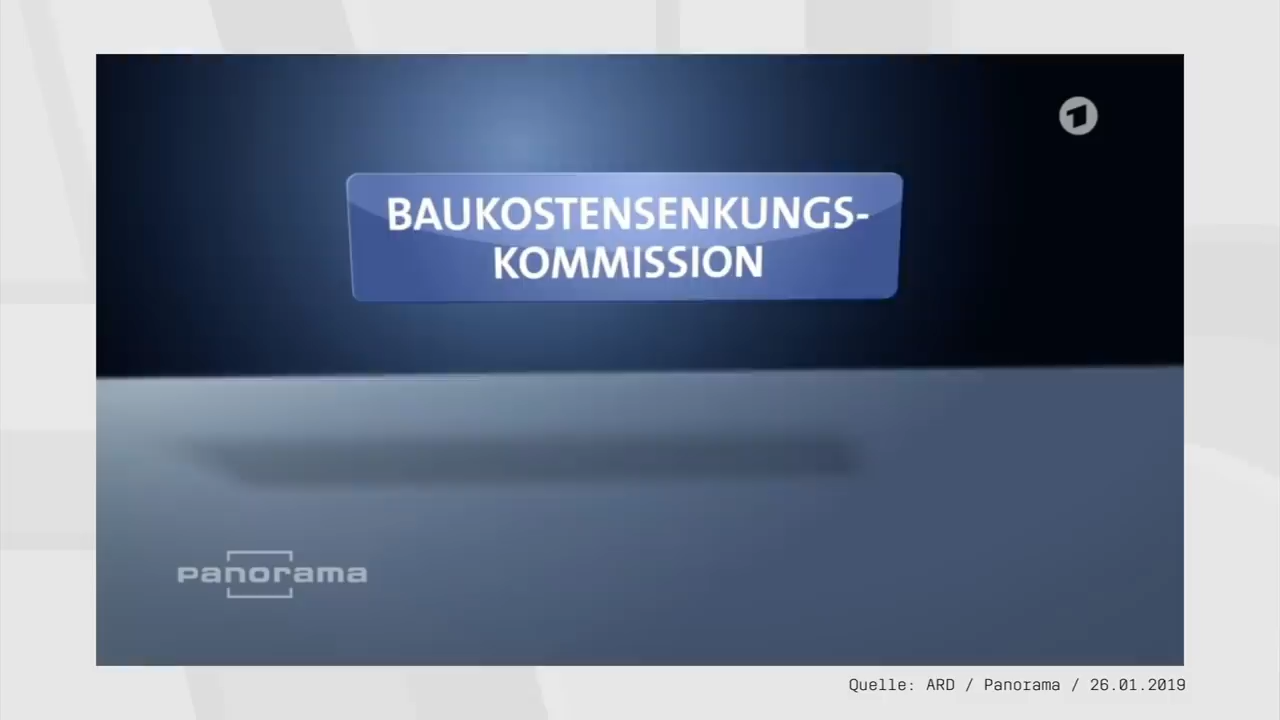 BAUKOSTENSENKUNGS-
KOMMISSION
panorama
Quelle: ARD / Panorama / 26.01.2019